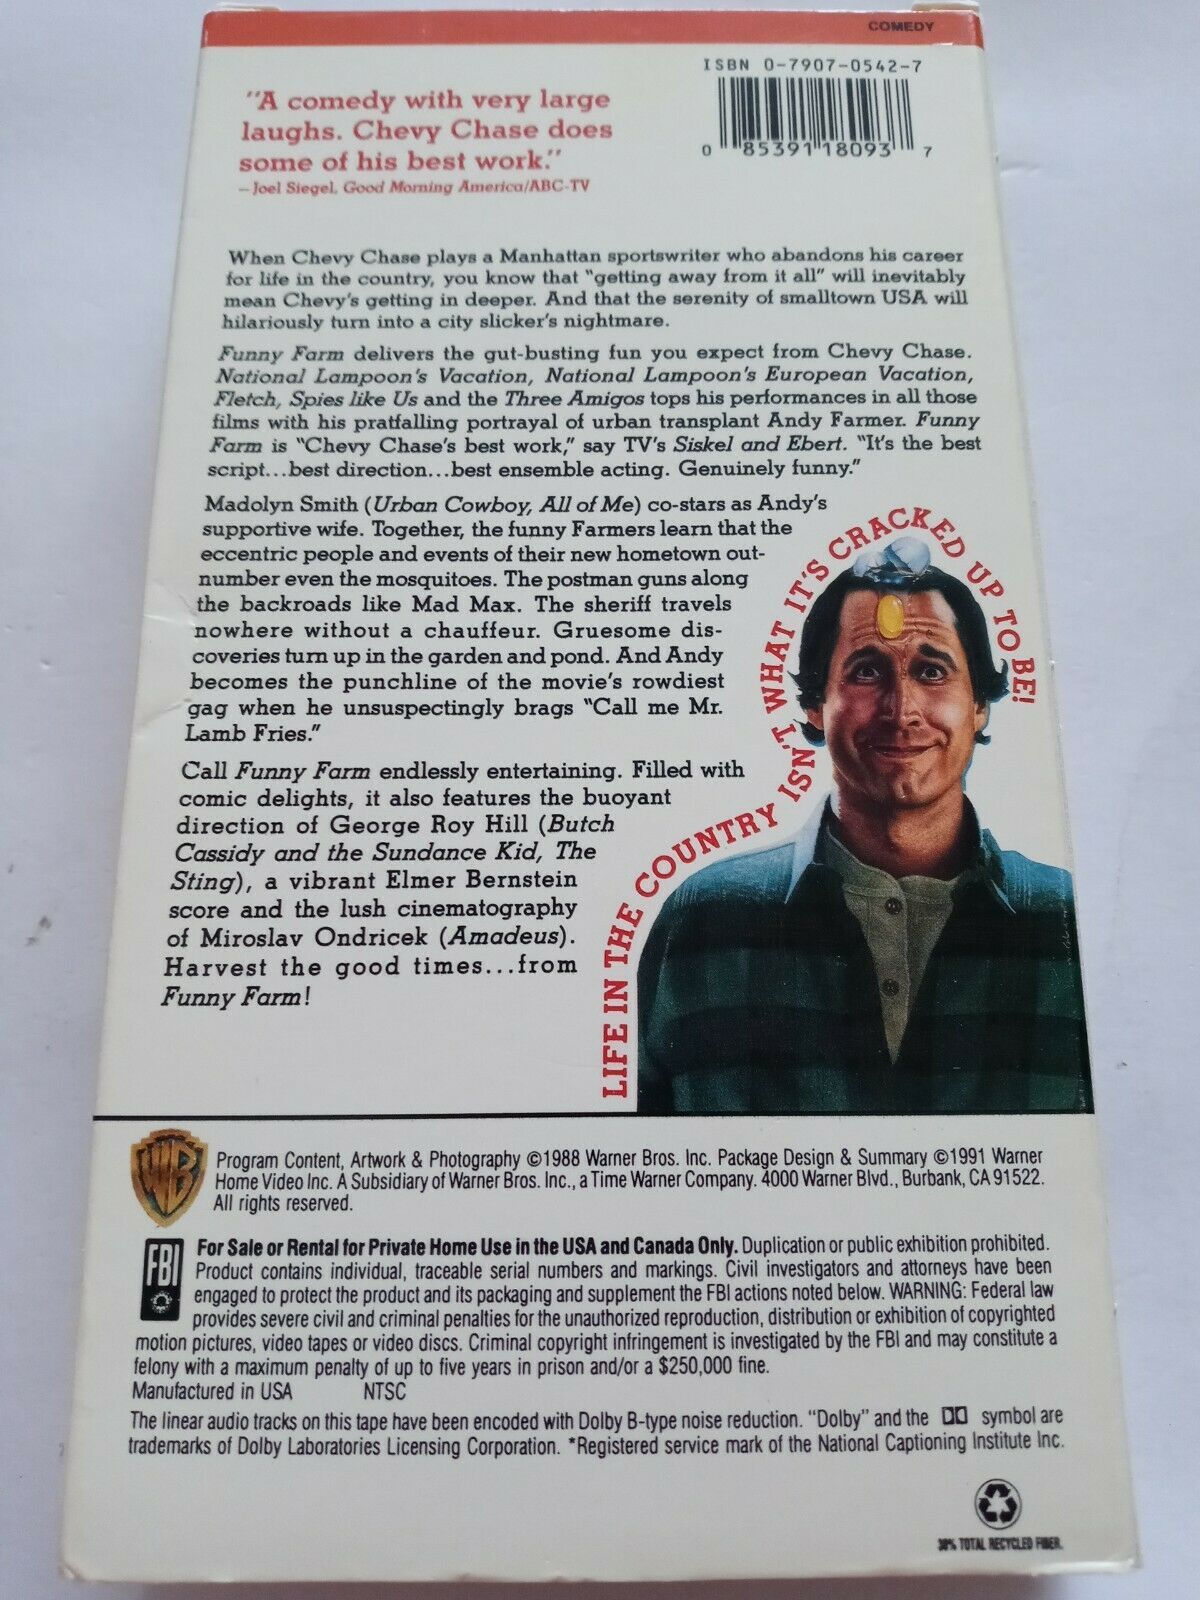 COMEDY
ISBN 0-7907-0542-7
0 85391 18093 7
"A comedy with very large
laughs. Chevy Chase does
some of his best work."
– Joel Siegel, Good Morning America/ABC-TV
When Chevy Chase plays a Manhattan sportswriter who abandons his career
for life in the country, you know that "getting away from it all" will inevitably
mean Chevy's getting in deeper. And that the serenity of smalltown USA will
hilariously turn into a city slicker's nightmare.
Funny Farm delivers the gut-busting fun you expect from Chevy Chase.
National Lampoon's Vacation, National Lampoon's European Vacation,
Fletch, Spies like Us and the Three Amigos tops his performances in all those
films with his pratfalling portrayal of urban transplant Andy Farmer. Funny
Farm is "Chevy Chase's best work," say TV's Siskel and Ebert. "It's the best
script...best direction...best ensemble acting. Genuinely funny."
Madolyn Smith (Urban Cowboy, All of Me) co-stars as Andy's
supportive wife. Together, the funny Farmers learn that the
eccentric people and events of their new hometown out-
number even the mosquitoes. The postman guns along
the backroads like Mad Max. The sheriff travels
nowhere without a chauffeur. Gruesome dis-
coveries turn up in the garden and pond. And Andy
becomes the punchline of the movie's rowdiest
gag when he unsuspectingly brags "Call me Mr.
Lamb Fries."
Call Funny Farm endlessly entertaining. Filled with
comic delights, it also features the buoyant
direction of George Roy Hill (Butch
Cassidy and the Sundance Kid, The
Sting), a vibrant Elmer Bernstein
score and the lush cinematography
of Miroslav Ondricek (Amadeus).
Harvest the good times...from
Funny Farm!
LIFE IN THE COUNTRY ISN'T WHAT IT'S CRACKED UP TO BE!
WB
Program Content, Artwork & Photography ©1988 Warner Bros. Inc. Package Design & Summary ©1991 Warner
Home Video Inc. A Subsidiary of Warner Bros. Inc., a Time Warner Company. 4000 Warner Blvd., Burbank, CA 91522.
All rights reserved.
FBI
For Sale or Rental for Private Home Use in the USA and Canada Only. Duplication or public exhibition prohibited.
Product contains individual, traceable serial numbers and markings. Civil investigators and attorneys have been
engaged to protect the product and its packaging and supplement the FBI actions noted below. WARNING: Federal law
provides severe civil and criminal penalties for the unauthorized reproduction, distribution or exhibition of copyrighted
motion pictures, video tapes or video discs. Criminal copyright infringement is investigated by the FBI and may constitute a
felony with a maximum penalty of up to five years in prison and/or a $250,000 fine.
Manufactured in USA NTSC
The linear audio tracks on this tape have been encoded with Dolby B-type noise reduction. "Dolby" and the symbol are
trademarks of Dolby Laboratories Licensing Corporation. *Registered service mark of the National Captioning Institute Inc.
TOTAL RECYCLED FIBER.